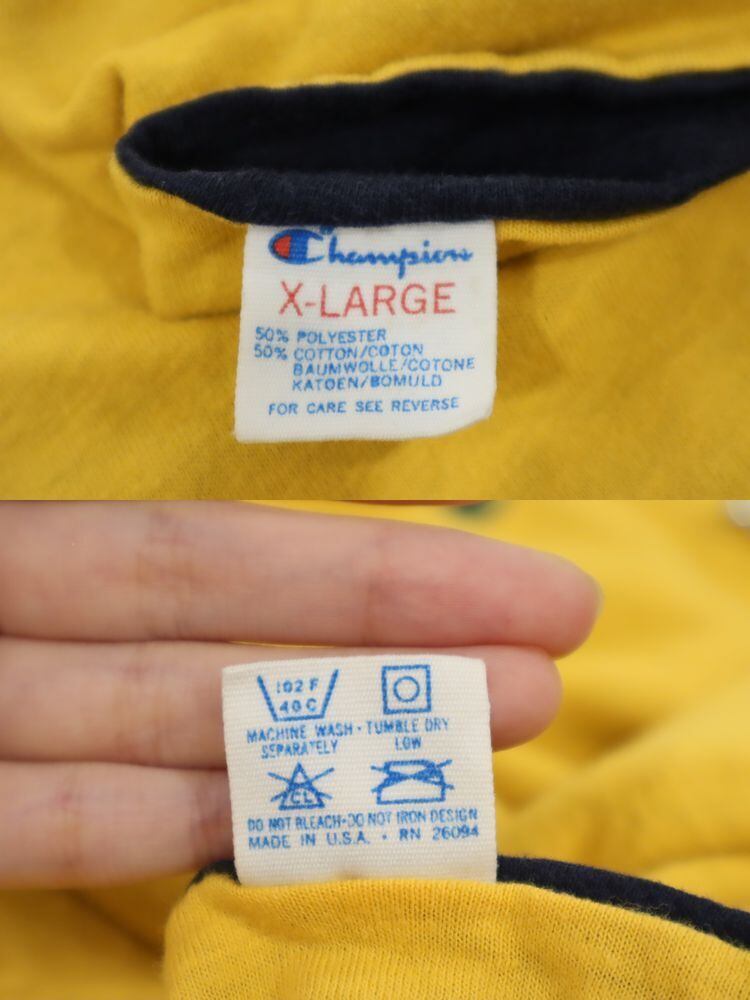 Champion
X-LARGE
50% POLYESTER
50% COTTON/COTON
BAUMWOLLE/COTONE
KATOEN/BOMULD
FOR CARE SEE REVERSE
102 F
40 C
MACHINE WASH · TUMBLE DRY
SEPARATELY LOW
CL
DO NOT BLEACH · DO NOT IRON DESIGN
MADE IN U.S.A. · RN 26094